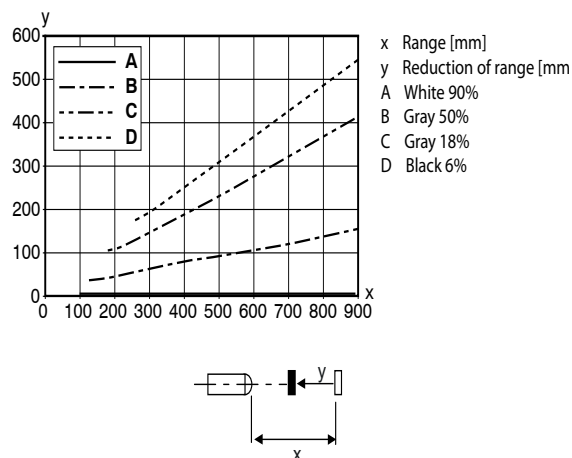 y
600
600
500
400
300
200
100
0
0 100 200 300 400 500 600 700 800 900
x
A
B
C
D
x Range [mm]
y Reduction of range [mm
A White 90%
B Gray 50%
C Gray 18%
D Black 6%
y
x